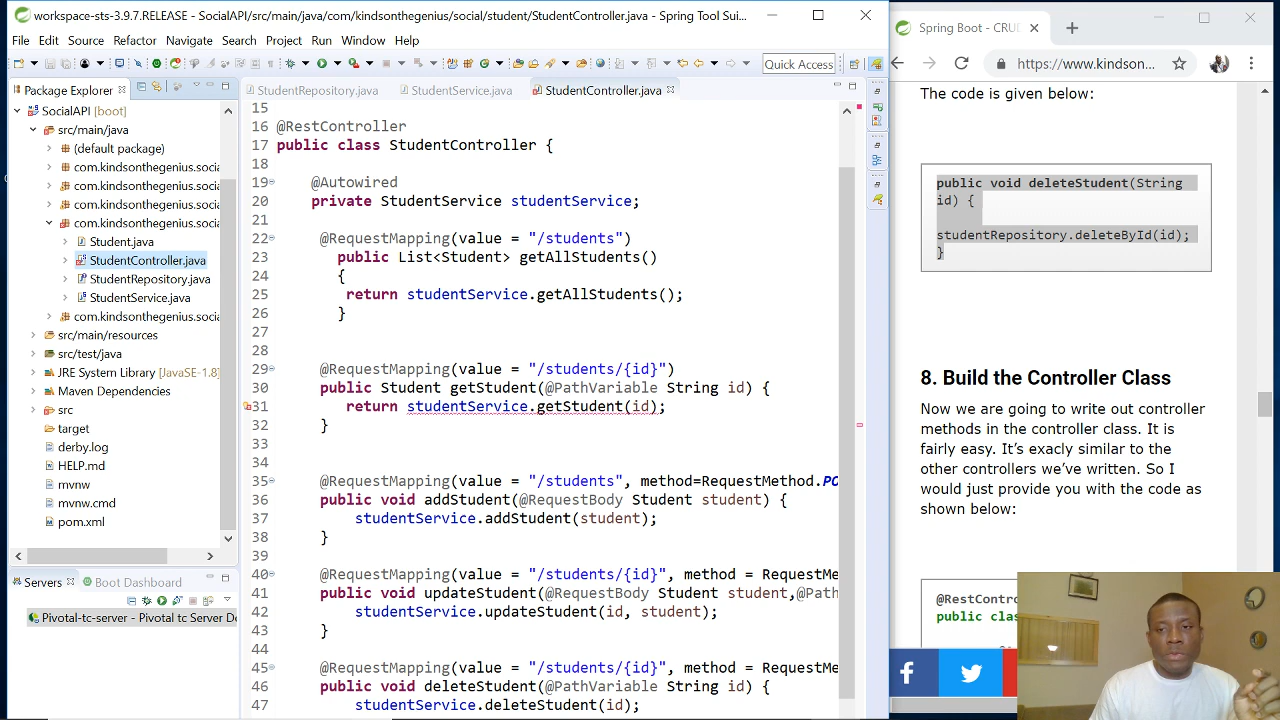 workspace-sts-3.9.7.RELEASE - SocialAPI/src/main/java/com/kindsonthegenius/social/student/StudentController.java - Spring Tool Sui...
File Edit Source Refactor Navigate Search Project Run Window Help
Quick Access
Package Explorer
SocialAPI [boot]
src/main/java
(default package)
com.kindsonthegenius.socia
com.kindsonthegenius.socia
com.kindsonthegenius.socia
com.kindsonthegenius.socia
Student.java
StudentController.java
StudentRepository.java
StudentService.java
com.kindsonthegenius.socia
src/main/resources
src/test/java
JRE System Library [JavaSE-1.8]
Maven Dependencies
src
target
derby.log
HELP.md
mvnw
mvnw.cmd
pom.xml
Servers Boot Dashboard
Pivotal-tc-server - Pivotal tc Server De
StudentRepository.java StudentController.java
15
16 @RestController
17 public class StudentController {
18
19 @Autowired
20 private StudentService studentService;
21
22 @RequestMapping(value = "/students")
23 public List<Student> getAllStudents()
24 {
25 return studentService.getAllStudents();
26 }
27
28
29 @RequestMapping(value = "/students/{id}")
30 public Student getStudent(@PathVariable String id) {
31 return studentService.getStudent(id);
32 }
33
34
35 @RequestMapping(value = "/students", method=RequestMethod.PO
36 public void addStudent(@RequestBody Student student) {
37 studentService.addStudent(student);
38 }
39
40 @RequestMapping(value = "/students/{id}", method = RequestMe
41 public void updateStudent(@RequestBody Student student,@Path
42 studentService.updateStudent(id, student);
43 }
44
45 @RequestMapping(value = "/students/{id}", method = RequestMe
46 public void deleteStudent(@PathVariable String id) {
47 studentService.deleteStudent(id);
Spring Boot - CRUD
https://www.kindson...
The code is given below:
public void deleteStudent(String
id) {
studentRepository.deleteById(id);
}
8. Build the Controller Class
Now we are going to write out controller
methods in the controller class. It is
fairly easy. It's exacly similar to the
other controllers we've written. So I
would just provide you with the code as
shown below:
@RestContro
public clas